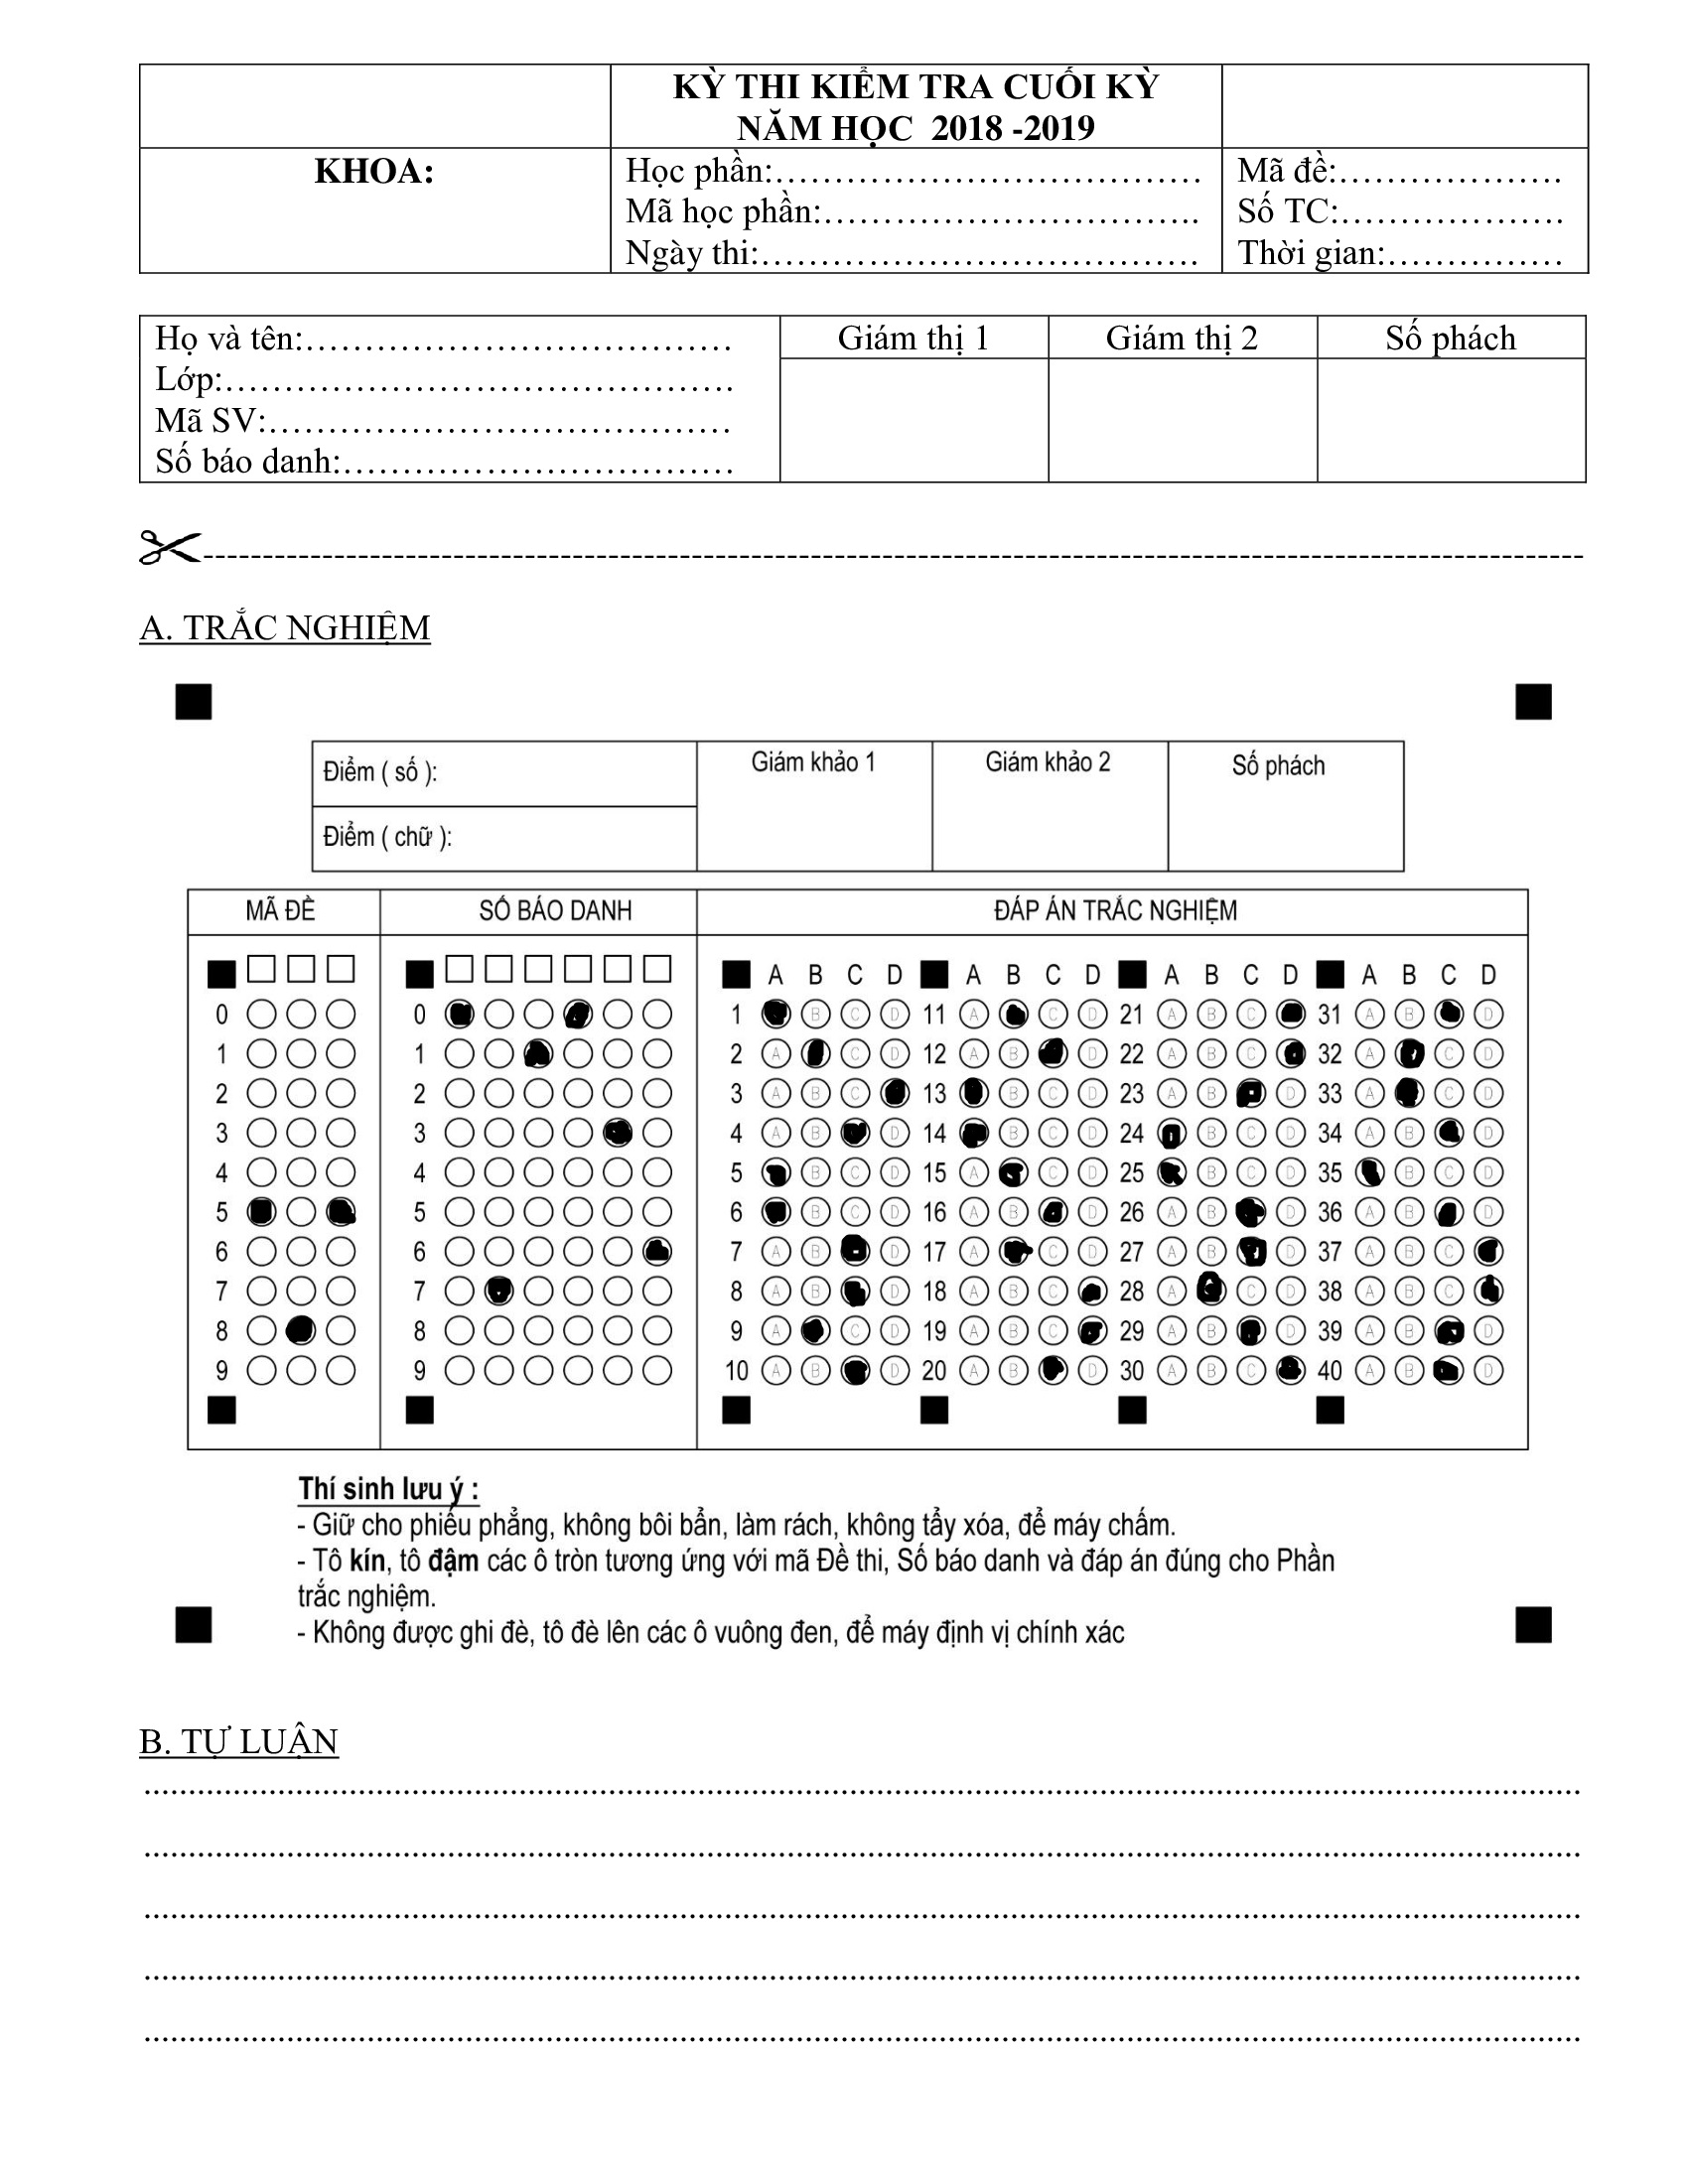 KỲ THI KIỂM TRA CUỐI KỲ
NĂM HỌC 2018 -2019
KHOA:
Học phần:………………………………
Mã học phần:………………………….
Ngày thi:……………………………….
Mã đề:……………….
Số TC:………………
Thời gian:……………
Họ và tên:………………………………
Lớp:……………………………………
Mã SV:…………………………………
Số báo danh:……………………………
Giám thị 1
Giám thị 2
Số phách
A. TRẮC NGHIỆM
Điểm ( số ):
Điểm ( chữ ):
Giám khảo 1
Giám khảo 2
Số phách
MÃ ĐỀ
SỐ BÁO DANH
ĐÁP ÁN TRẮC NGHIỆM
A B C D A B C D A B C D A B C D
0 0 1 B C D 11 A C D 21 A B C 31 A B D
1 1 2 A C D 12 A B D 22 A B C 32 A C D
2 2 3 A B C 13 B C D 23 A B D 33 A C D
3 3 4 A B D 14 B C D 24 B C D 34 A B D
4 4 5 B C D 15 A C D 25 B C D 35 B C D
5 5 6 B C D 16 A B D 26 A B D 36 A B D
6 6 7 A B D 17 A C D 27 A B D 37 A B C
7 7 8 A B D 18 A B C 28 A C D 38 A B C
8 8 9 A C D 19 A B C 29 A B D 39 A B D
9 9 10 A B D 20 A B D 30 A B C 40 A B D
Thí sinh lưu ý :
- Giữ cho phiếu phẳng, không bôi bẩn, làm rách, không tẩy xóa, để máy chấm.
- Tô kín, tô đậm các ô tròn tương ứng với mã Đề thi, Số báo danh và đáp án đúng cho Phần
trắc nghiệm.
- Không được ghi đè, tô đè lên các ô vuông đen, để máy định vị chính xác
B. TỰ LUẬN